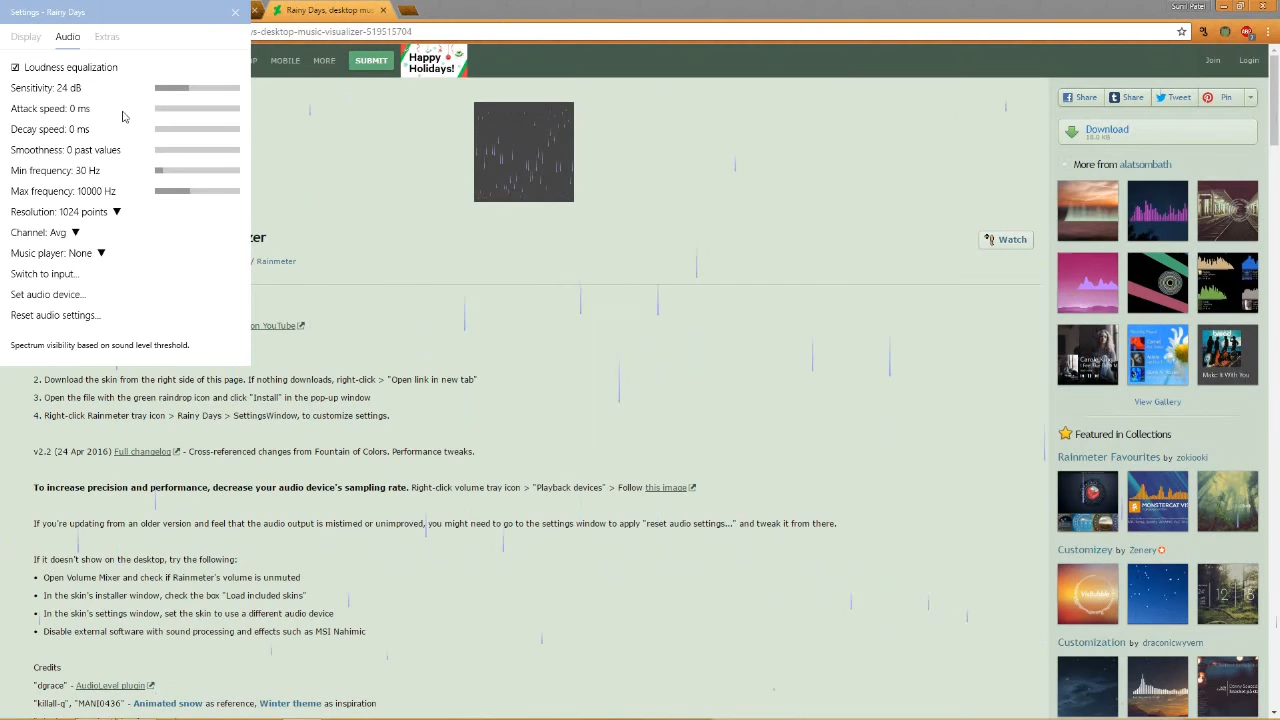 Settings - Rainy Days
Display Audio Extras
Loudness equalization
Sensitivity: 24 dB
Attack speed: 0 ms
Decay speed: 0 ms
Smoothness: 0 past values
Min frequency: 30 Hz
Max frequency: 10000 Hz
Resolution: 1024 points
Channel: Avg
Music player: None
Switch to input...
Set audio device...
Reset audio settings...
Spectrum visibility based on sound level threshold.
Rainy Days, desktop mus
Sunil Patel
s-desktop-music-visualizer-519515704
MOBILE MORE SUBMIT
Happy
Holidays!
Join Login
zer
/ Rainmeter
Watch
on YouTube
2. Download the skin from the right side of this page. If nothing downloads, right-click > "Open link in new tab"
3. Open the file with the green raindrop icon and click "Install" in the pop-up window
4. Right-click Rainmeter tray icon > Rainy Days > SettingsWindow, to customize settings.
v2.2 (24 Apr 2016) Full changelog - Cross-referenced changes from Fountain of Colors. Performance tweaks.
To increase precision and performance, decrease your audio device's sampling rate. Right-click volume tray icon > "Playback devices" > Follow this image
If you're updating from an older version and feel that the audio output is mistimed or unimproved, you might need to go to the settings window to apply "reset audio settings..." and tweak it from there.
If it doesn't show on the desktop, try the following:
• Open Volume Mixer and check if Rainmeter's volume is unmuted
• In the skin's installer window, check the box "Load included skins"
• In the skin's settings window, set the skin to use a different audio device
• Disable external software with sound processing and effects such as MSI Nahimic
Credits
"dgrace" - AudioLevel plugin
"killall-q", "MANI0436" - Animated snow as reference, Winter theme as inspiration
Share Share Tweet Pin
Download
18.0 KB
More from alatsombath
Make It With You
View Gallery
Featured in Collections
Rainmeter Favourites by zokiooki
MONSTERCAT VIS
Customizey by Zenery
12 18
Customization by draconicwyvern